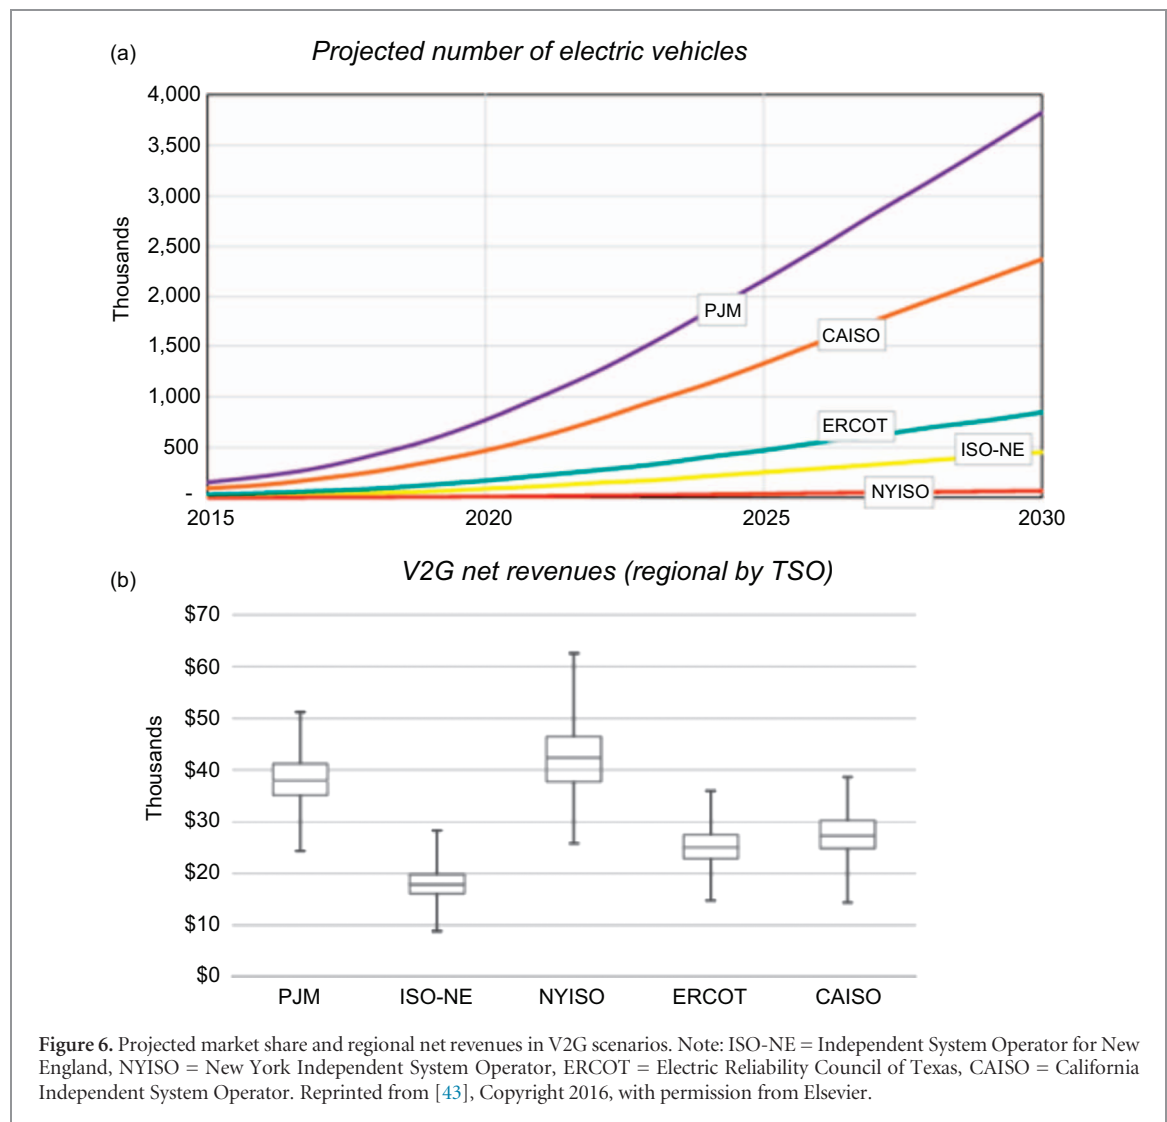 (a)
Projected number of electric vehicles
4,000
3,500
3,000
2,500
2,000
1,500
1,000
500
-
Thousands
PJM
CAISO
ERCOT
ISO-NE
NYISO
2015 2020 2025 2030
(b)
V2G net revenues (regional by TSO)
$70
$60
$50
$40
$30
$20
$10
$0
Thousands
PJM ISO-NE NYISO ERCOT CAISO
Figure 6. Projected market share and regional net revenues in V2G scenarios. Note: ISO-NE = Independent System Operator for New
England, NYISO = New York Independent System Operator, ERCOT = Electric Reliability Council of Texas, CAISO = California
Independent System Operator. Reprinted from [43], Copyright 2016, with permission from Elsevier.